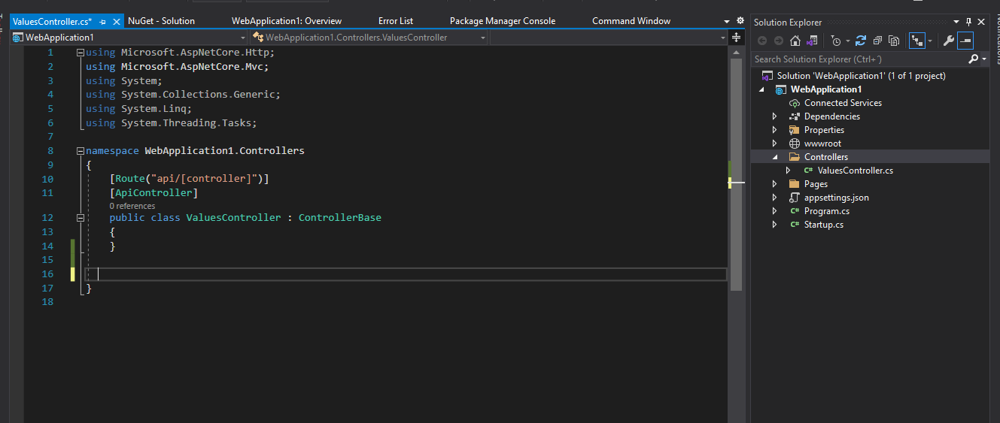 ValuesController.cs*
NuGet - Solution
WebApplication1: Overview
Error List
Package Manager Console
Command Window
WebApplication1
WebApplication1.Controllers.ValuesController
1 using Microsoft.AspNetCore.Http;
2 using Microsoft.AspNetCore.Mvc;
3 using System;
4 using System.Collections.Generic;
5 using System.Linq;
6 using System.Threading.Tasks;
7
8 namespace WebApplication1.Controllers
9 {
10 [Route("api/[controller]")]
11 [ApiController]
0 references
12 public class ValuesController : ControllerBase
13 {
14 }
15
16
17 }
18
Solution Explorer
Search Solution Explorer (Ctrl+´)
Solution 'WebApplication1' (1 of 1 project)
WebApplication1
Connected Services
Dependencies
Properties
wwwroot
Controllers
C# ValuesController.cs
Pages
appsettings.json
C# Program.cs
C# Startup.cs